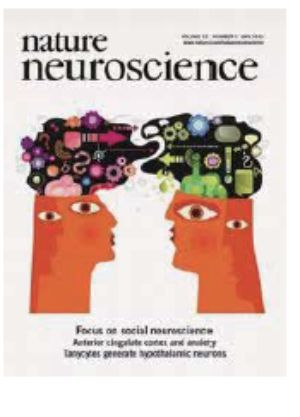 nature
neuroscience
Focus on social neuroscience
Anterior cingulate cortex and anxiety
Tanycytes generate hypothalamic neurons